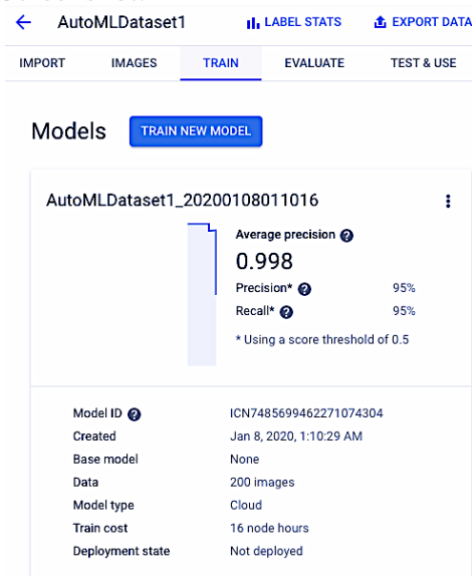 AutoMLDataset1 LABEL STATS EXPORT DATA
IMPORT IMAGES TRAIN EVALUATE TEST & USE
Models TRAIN NEW MODEL
AutoMLDataset1_20200108011016
Average precision
0.998
Precision* 95%
Recall* 95%
* Using a score threshold of 0.5
Model ID ICN7485699462271074304
Created Jan 8, 2020, 1:10:29 AM
Base model None
Data 200 images
Model type Cloud
Train cost 16 node hours
Deployment state Not deployed